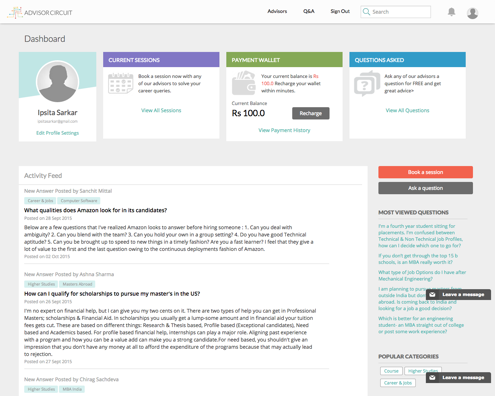 ADVISOR CIRCUIT
Advisors
Q&A
Sign Out
Search
Dashboard
Ipsita Sarkar
Edit Profile Settings
CURRENT SESSIONS
Book a session now with any
of our advisors to solve your
career queries.
View All Sessions
PAYMENT WALLET
Your current balance is Rs
100.0 Recharge your wallet
within minutes.
Current Balance
Rs 100.0
Recharge
View Payment History
QUESTIONS ASKED
Ask any of our advisors a
question for FREE and get
great advice+
View All Questions
Activity Feed
New Answer Posted by Sanchit Mittal
Career & Jobs
Computer-Software
What qualities does Amazon look for in its candidates?
Posted on 28 Sept 2015
Below are a few questions that I've realized Amazon looks to answer before hiring someone : 1. Can you deal with
ambiguity? 2. Can you blend with the team? 3. Can you hold your own in a group setting? 4. Do you have good Technical
aptitude? 5. Can you be brought up to speed to new things in a timely fashion? Are you a fast learner? I feel that they give a
lot of value to the first and the last question owing to the continuous deployments fashion of Amazon.
Posted on 02 Oct 2015
New Answer Posted by Ashna Sharma
Higher Studies
Masters-Abroad
How can I qualify for scholarships to pursue my master's in the US?
Posted on 26 Sept 2015
I'm no expert on financial help, but I can give you my two cents on it. There are two types of help you can get in Professional
Masters; scholarships & Financial Aid. In scholarships you usually get a lump-some amount and in financial aid your tuition
fees gets cut. These are based on different things: Research & Thesis based, Profile based (Exceptional candidates), Need
based and Academics based. For profile based financial help, internships can play a major role. Aligning past experience
with a program and how you can be a value add can make you a strong candidate.For need based, you shouldn't give an
impression that you don't have any money at all to afford the expenditure of the programs because that may actually lead
to rejection.
Posted on 27 Sept 2015
New Answer Posted by Chirag Sachdeva
Higher Studies
MBA-India
Book a session
Ask a question
MOST VIEWED QUESTIONS
I'm a fourth year student sitting for
placements. I'm confused between
Technical & Non Technical Job Profiles,
how can I decide which one to go for?
If you don't get through the top 15 b
schools, is an MBA really worth it?
What type of Job Options do I have after
Mechanical Engineering?
I am planning to pursue
outside India but
abroad. Is coming back to India and
looking for a job a good decision?
Which is better for an engineering
student- an MBA straight out of college
or post some work experience?
Leave a message
POPULAR CATEGORIES
Course
Higher Studies
Career & Jobs
Leave a message